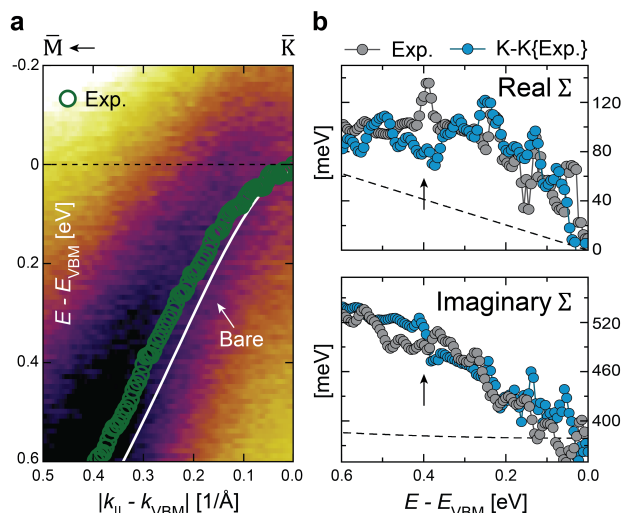 a
M̅ ←
K̅
-0.2
0
0.2
0.4
0.6
E - E_VBM [eV]
Exp.
Bare
0.5
0.4
0.3
0.2
0.1
0.0
|k_|| - k_VBM| [1/Å]
b
Exp.
K-K{Exp.}
Real Σ
[meV]
120
80
40
0
Imaginary Σ
[meV]
520
460
400
0.6
0.4
0.2
0.0
E - E_VBM [eV]